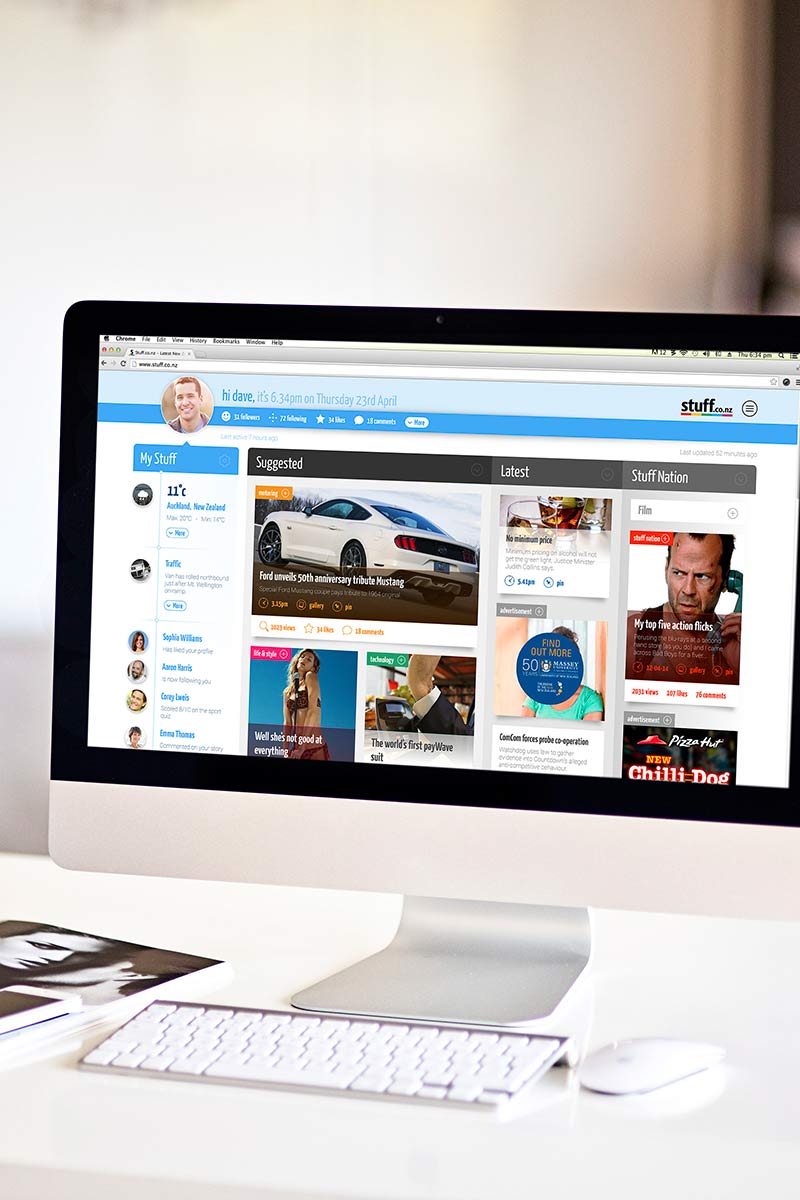 Chrome File Edit View History Bookmarks Window Help
Thu 6:34 pm
Stuff.co.nz - Latest New
www.stuff.co.nz
hi dave, it's 6.34pm on Thursday 23rd April
31 followers 72 following 34 likes 18 comments More
stuff.co.nz
Last active 7 hours ago
Last updated 52 minutes ago
My Stuff
11°c
Auckland, New Zealand
Max. 20°C - Min. 14°C
More
Traffic
Van has rolled northbound
just after Mt. Wellington
on-ramp.
More
Sophia Williams
Has liked your profile
Aaron Harris
Is now following you
Corey Lweis
Scored 8/10 on the sport
quiz
Emma Thomas
Commented on your story
Suggested
motoring
Ford unveils 50th anniversary tribute Mustang
Special Ford Mustang coupe pays tribute to 1964 original
3.15pm gallery pin
1023 views 34 likes 18 comments
life & style
Well she's not good at
everything
technology
The world's first payWave
suit
Latest
No minimum price
Minimum pricing on alcohol will not
get the green light, Justice Minister
Judith Collins says.
5.41pm pin
advertisement
FIND
OUT MORE
50
YEARS
MASSEY
UNIVERSITY
ComCom forces probe co-operation
Watchdog uses law to gather
evidence into Countdown's alleged
anti-competitive behaviour.
Stuff Nation
Film
stuff nation
My top five action flicks
Perusing the blu-rays at a second
hand store (as you do) and I came
across Bad Boys for a fiver.
12-04-14 gallery pin
2031 views 107 likes 76 comments
advertisement
Pizza Hut
NEW
Chilli-Dog